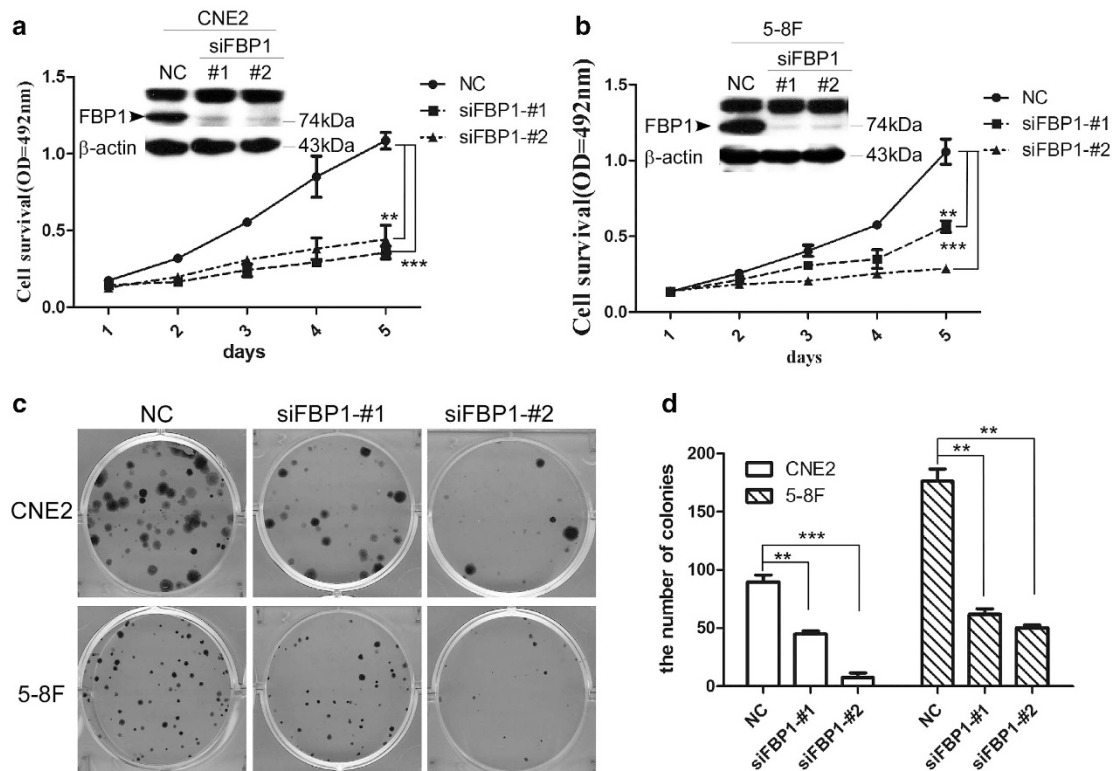 a
CNE2
siFBP1
NC #1 #2
FBP1
74kDa
β-actin
43kDa
NC
siFBP1-#1
siFBP1-#2
Cell survival(OD=492nm)
1.5
1.0
0.5
0.0
**
***
1 2 3 4 5
days
b
5-8F
siFBP1
NC #1 #2
FBP1
74kDa
β-actin
43kDa
NC
siFBP1-#1
siFBP1-#2
Cell survival(OD=492nm)
1.5
1.0
0.5
0.0
**
***
1 2 3 4 5
days
c
NC siFBP1-#1 siFBP1-#2
CNE2
5-8F
d
CNE2
5-8F
the number of colonies
200
150
100
50
0
**
***
**
**
NC siFBP1-#1 siFBP1-#2 NC siFBP1-#1 siFBP1-#2